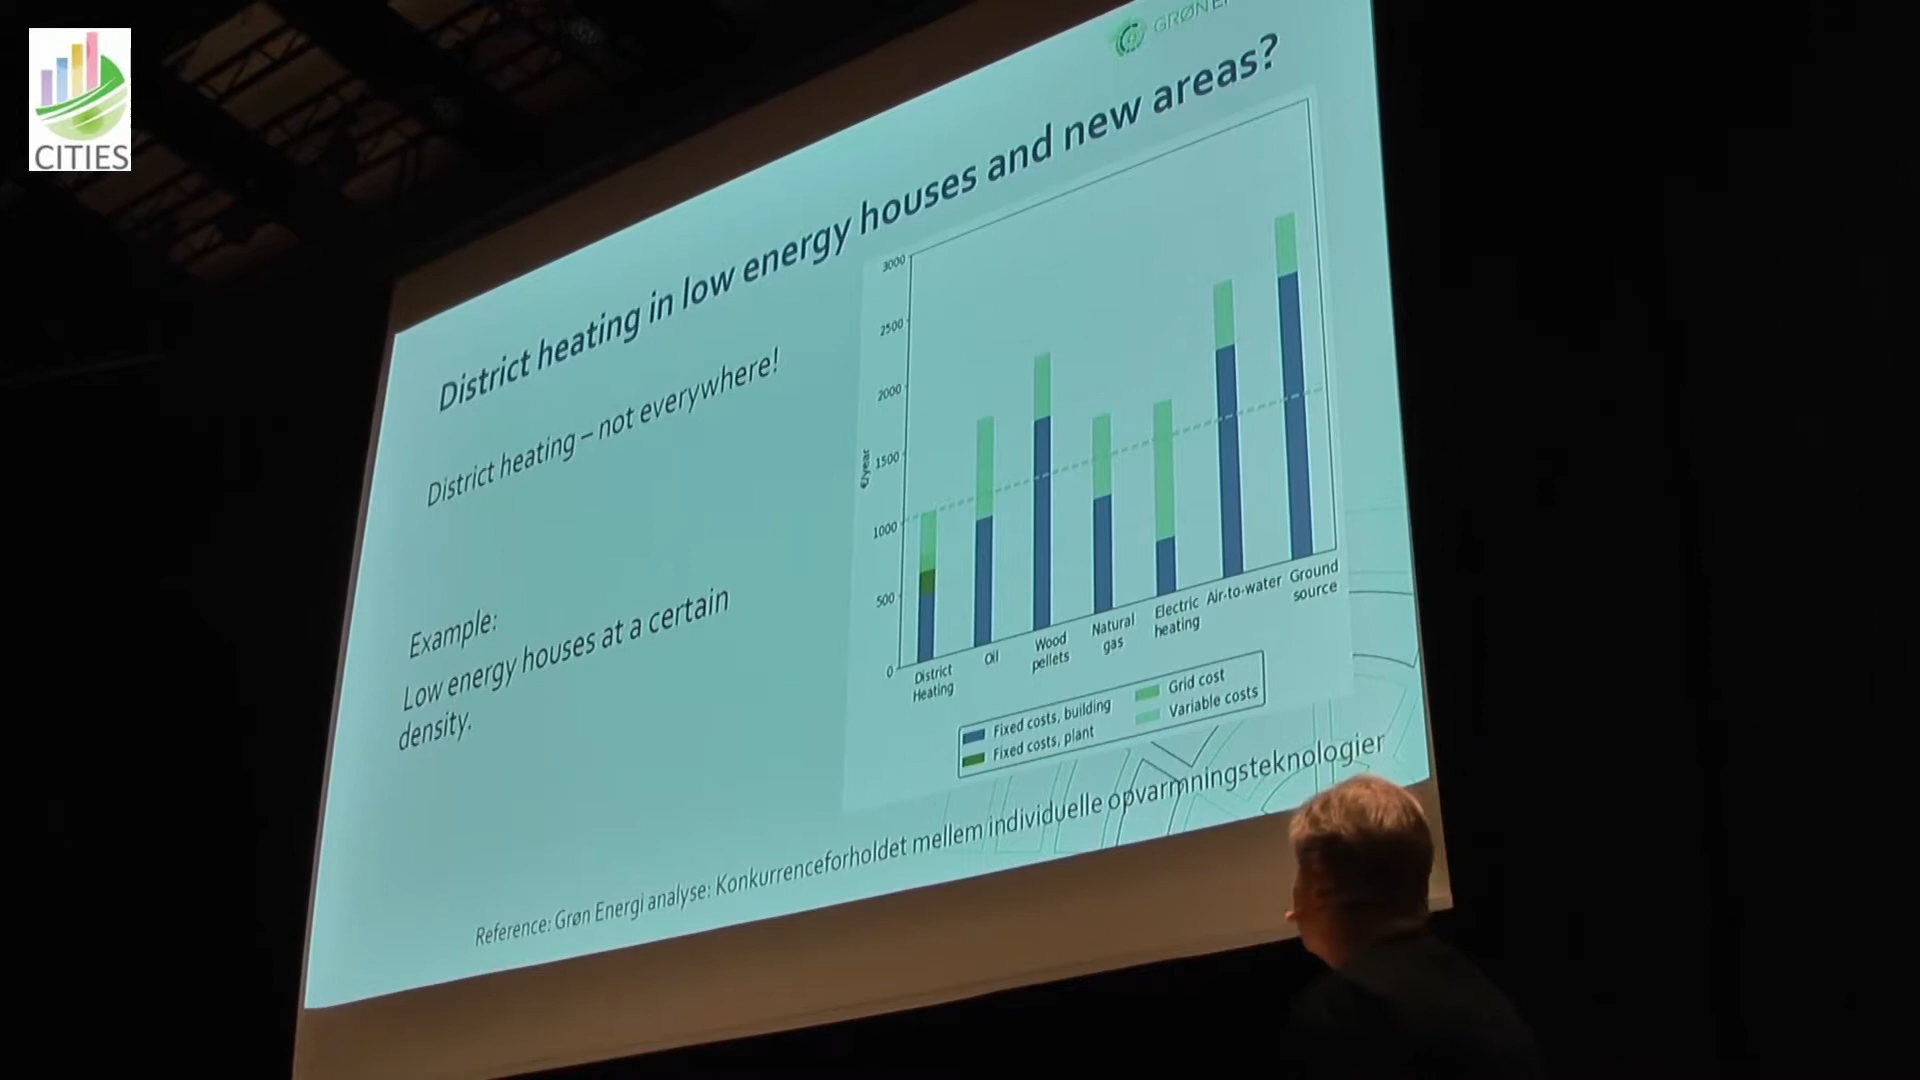 CITIES
District heating in low energy houses and new areas?
District heating – not everywhere!
Example:
Low energy houses at a certain
density.
€/year
3000
2500
2000
1500
1000
500
0
District
Heating
Oil
Wood
pellets
Natural
gas
Electric
heating
Air-to-water
Ground
source
Fixed costs, building
Fixed costs, plant
Grid cost
Variable costs
Reference: Grøn Energi analyse: Konkurrenceforholdet mellem individuelle opvarmningsteknologier